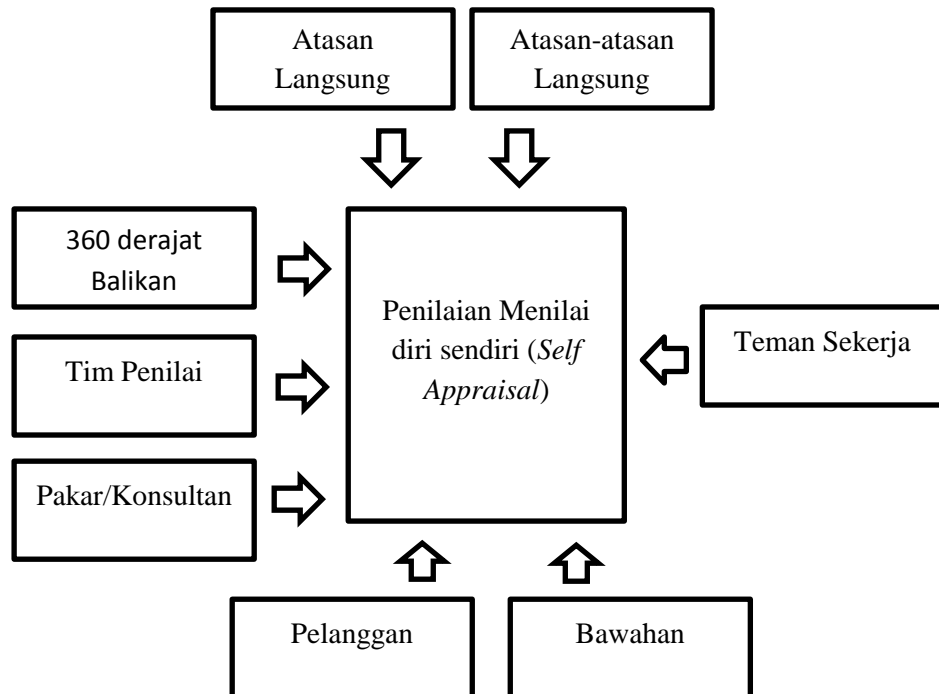 Atasan
Langsung
Atasan-atasan
Langsung
360 derajat
Balikan
Tim Penilai
Pakar/Konsultan
Penilaian Menilai
diri sendiri (Self
Appraisal)
Teman Sekerja
Pelanggan
Bawahan